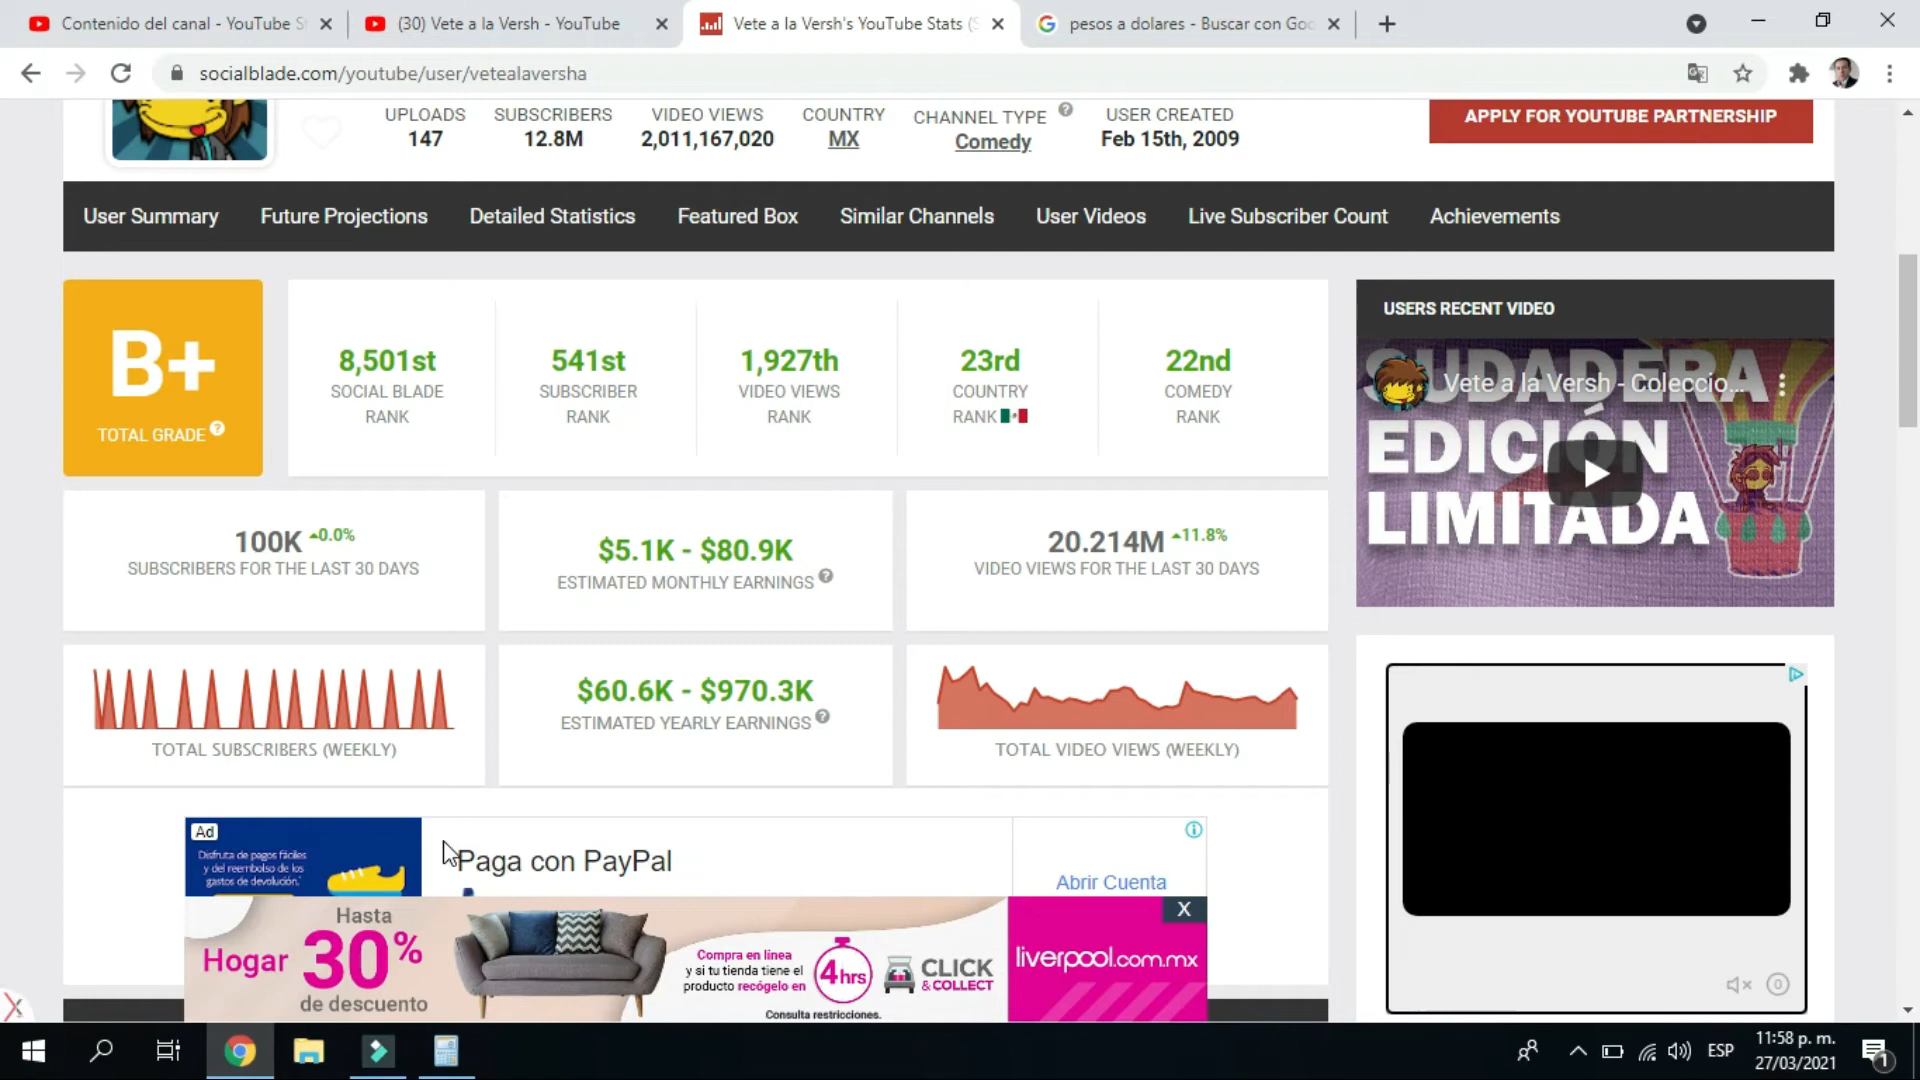 Contenido del canal - YouTube S
(30) Vete a la Versh - YouTube
Vete a la Versh's YouTube Stats (S
pesos a dolares - Buscar con Goo
socialblade.com/youtube/user/vetealaversha
UPLOADS
147
SUBSCRIBERS
12.8M
VIDEO VIEWS
2,011,167,020
COUNTRY
MX
CHANNEL TYPE
Comedy
USER CREATED
Feb 15th, 2009
APPLY FOR YOUTUBE PARTNERSHIP
User Summary
Future Projections
Detailed Statistics
Featured Box
Similar Channels
User Videos
Live Subscriber Count
Achievements
B+
TOTAL GRADE
8,501st
SOCIAL BLADE
RANK
541st
SUBSCRIBER
RANK
1,927th
VIDEO VIEWS
RANK
23rd
COUNTRY
RANK
22nd
COMEDY
RANK
USERS RECENT VIDEO
Vete a la Versh - Coleccio...
SUDADERA
EDICIÓN
LIMITADA
100K 0.0%
SUBSCRIBERS FOR THE LAST 30 DAYS
$5.1K - $80.9K
ESTIMATED MONTHLY EARNINGS
20.214M 11.8%
VIDEO VIEWS FOR THE LAST 30 DAYS
TOTAL SUBSCRIBERS (WEEKLY)
$60.6K - $970.3K
ESTIMATED YEARLY EARNINGS
TOTAL VIDEO VIEWS (WEEKLY)
Ad
Disfruta de pagos fáciles
y del reembolso de los
gastos de devolución.*
Paga con PayPal
Abrir Cuenta
X
Hasta
Hogar 30%
de descuento
Compra en línea
y si tu tienda tiene el
producto recógelo en
4hrs
CLICK
& COLLECT
Consulta restricciones.
liverpool.com.mx
ESP
11:58 p. m.
27/03/2021
1